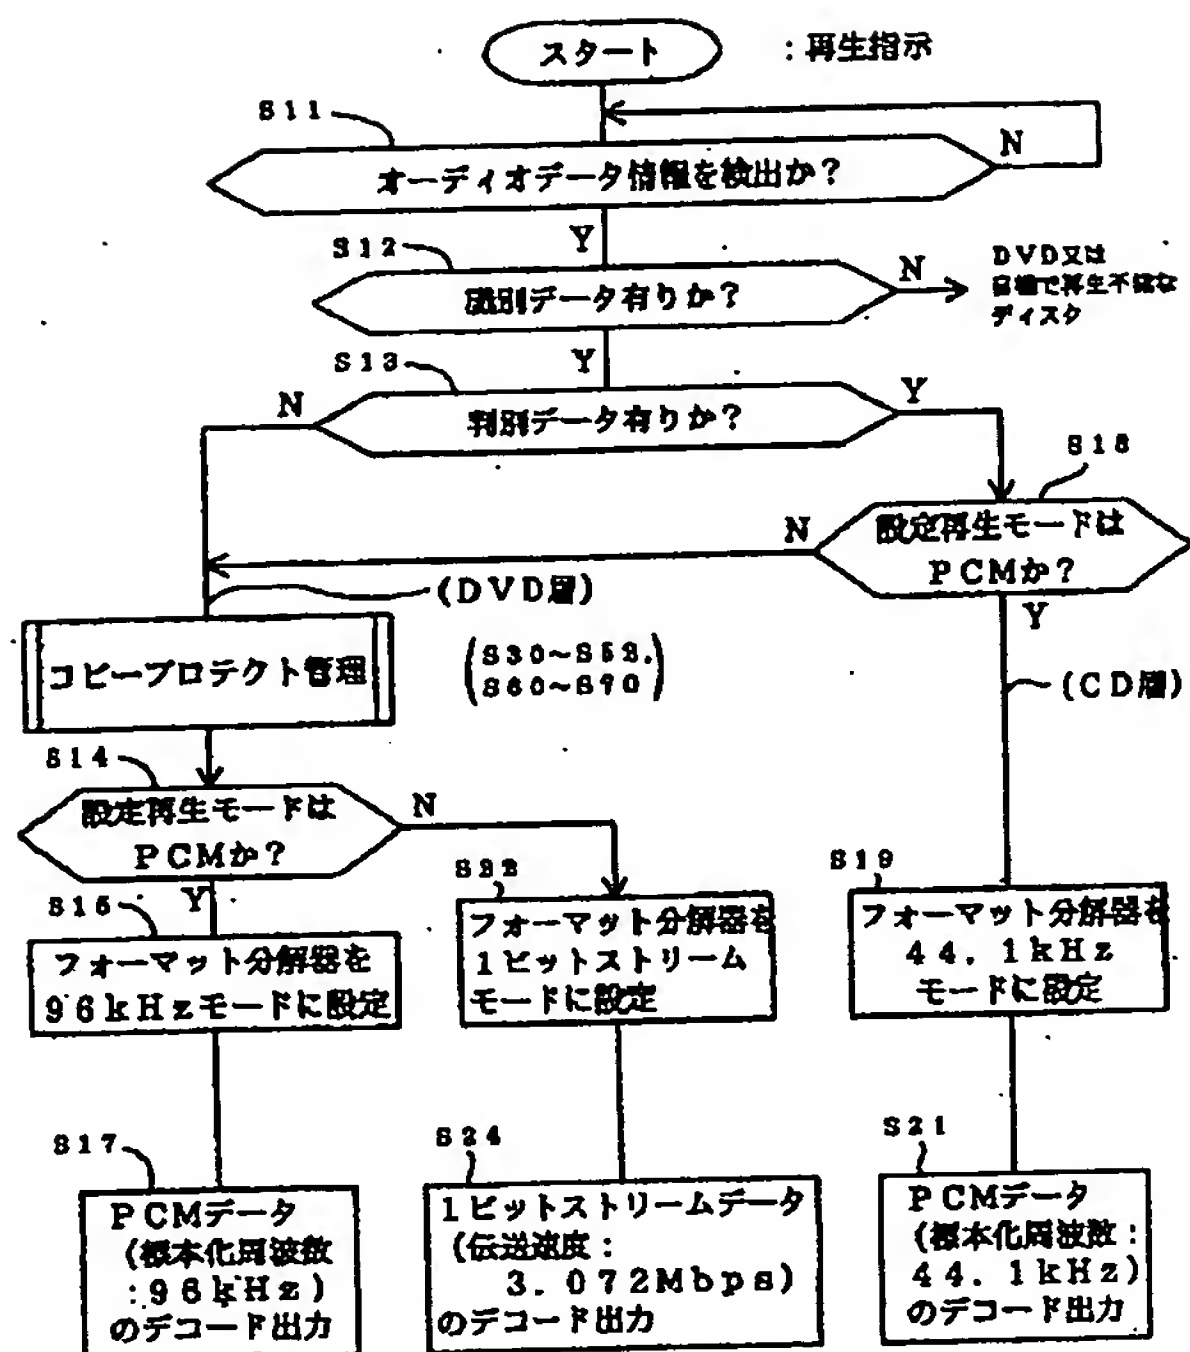 スタート
:再生指示
S11
オーディオデータ情報を検出か?
N
Y
S12
識別データ有りか?
N
DVD又は
再生不能な
ディスク
Y
S13
判別データ有りか?
N
Y
S18
設定再生モードは
PCMか?
N
Y
(DVD層)
コピープロテクト管理
(CD層)
S14
設定再生モードは
PCMか?
N
Y
フォーマット分解器を
96kHzモードに設定
フォーマット分解器を
1ビットストリーム
モードに設定
S19
フォーマット分解器を
44.1kHz
モードに設定
S17
PCMデータ
(標本化周波数
:96kHz)
のデコード出力
S24
1ビットストリームデータ
(伝送速度:
3.072Mbps)
のデコード出力
S21
PCMデータ
(標本化周波数:
44.1kHz)
のデコード出力